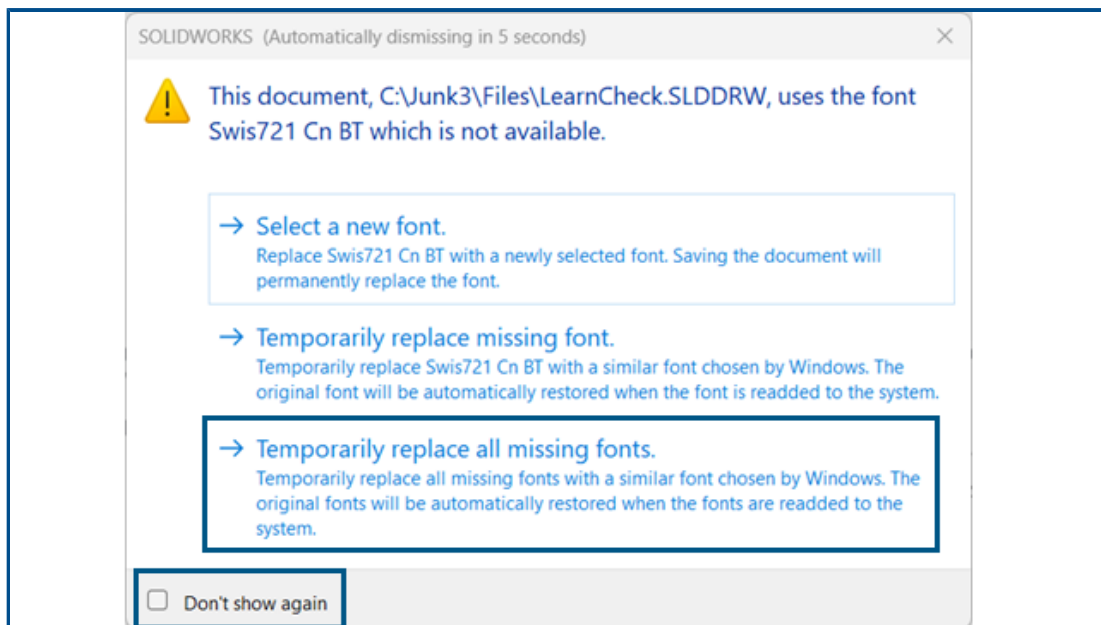 SOLIDWORKS (Automatically dismissing in 5 seconds)
This document, C:\Junk3\Files\LearnCheck.SLDDRW, uses the font
Swis721 Cn BT which is not available.
Select a new font.
Replace Swis721 Cn BT with a newly selected font. Saving the document will
permanently replace the font.
Temporarily replace missing font.
Temporarily replace Swis721 Cn BT with a similar font chosen by Windows. The
original font will be automatically restored when the font is readded to the system.
Temporarily replace all missing fonts.
Temporarily replace all missing fonts with a similar font chosen by Windows. The
original fonts will be automatically restored when the fonts are readded to the
system.
Don't show again